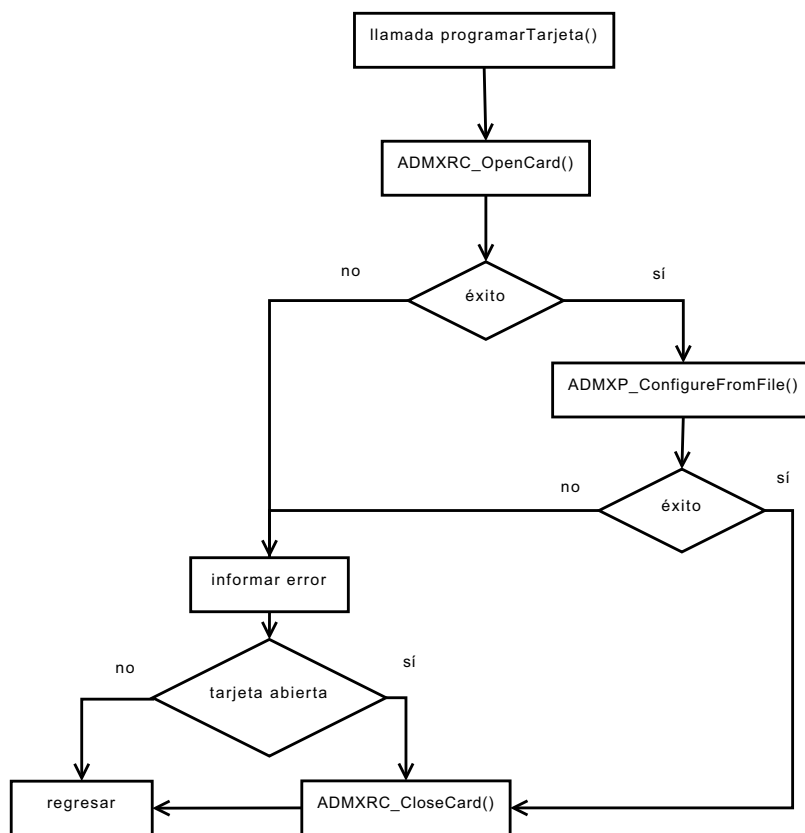 llamada programarTarjeta()
ADMXRC_OpenCard()
no
éxito
sí
ADMXP_ConfigureFromFile()
no
éxito
sí
informar error
no
tarjeta abierta
sí
regresar
ADMXRC_CloseCard()